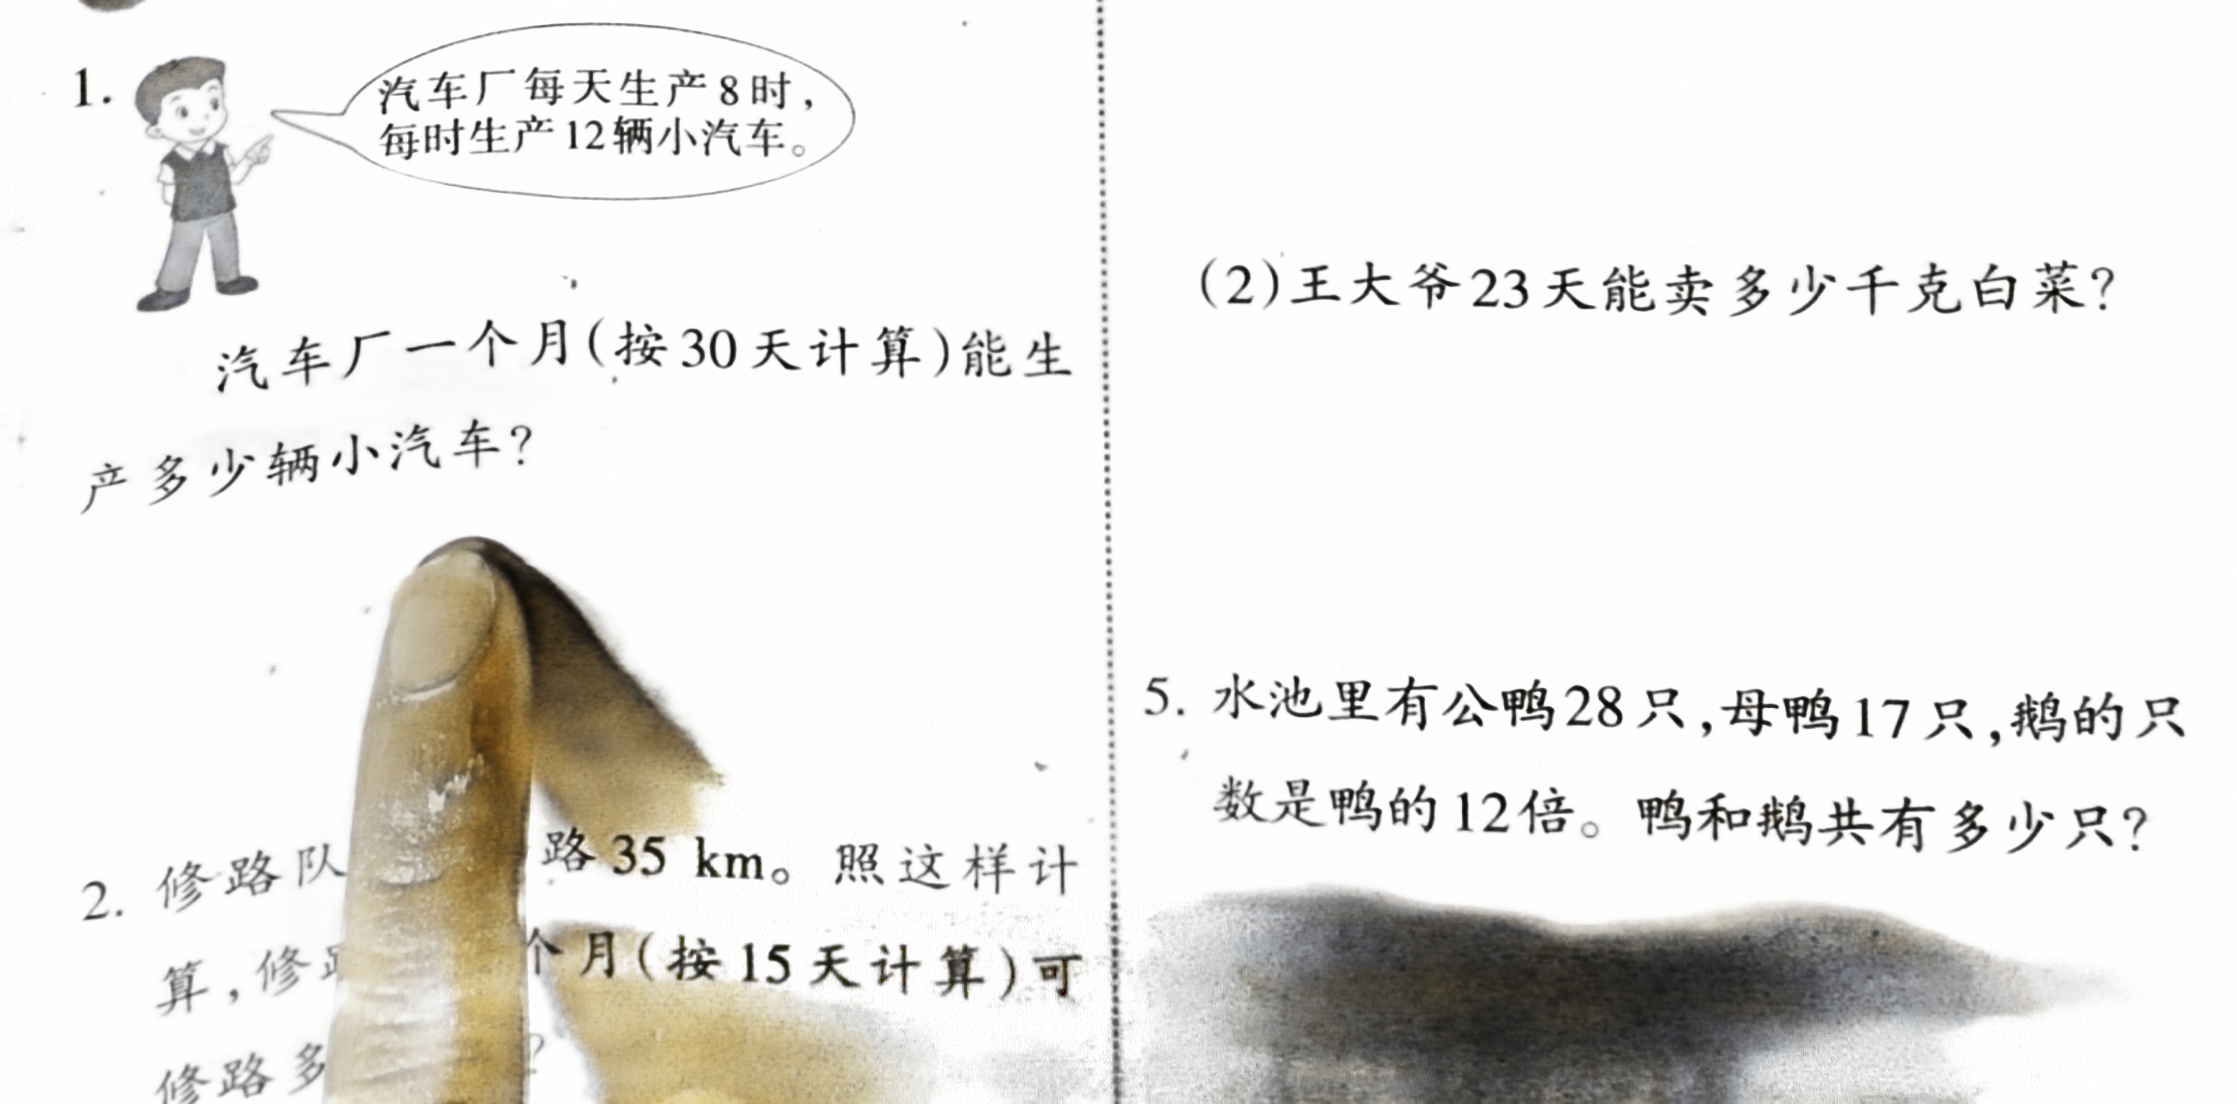 1.
汽车厂每天生产8时，
每时生产12辆小汽车。
汽车厂一个月(按30天计算)能生
产多少辆小汽车?
2. 修路队 路35 km。照这样计
算,修 个月(按15天计算)可
修路多 ?
(2)王大爷23天能卖多少千克白菜?
5. 水池里有公鸭28只,母鸭17只,鹅的只
数是鸭的12倍。鸭和鹅共有多少只?